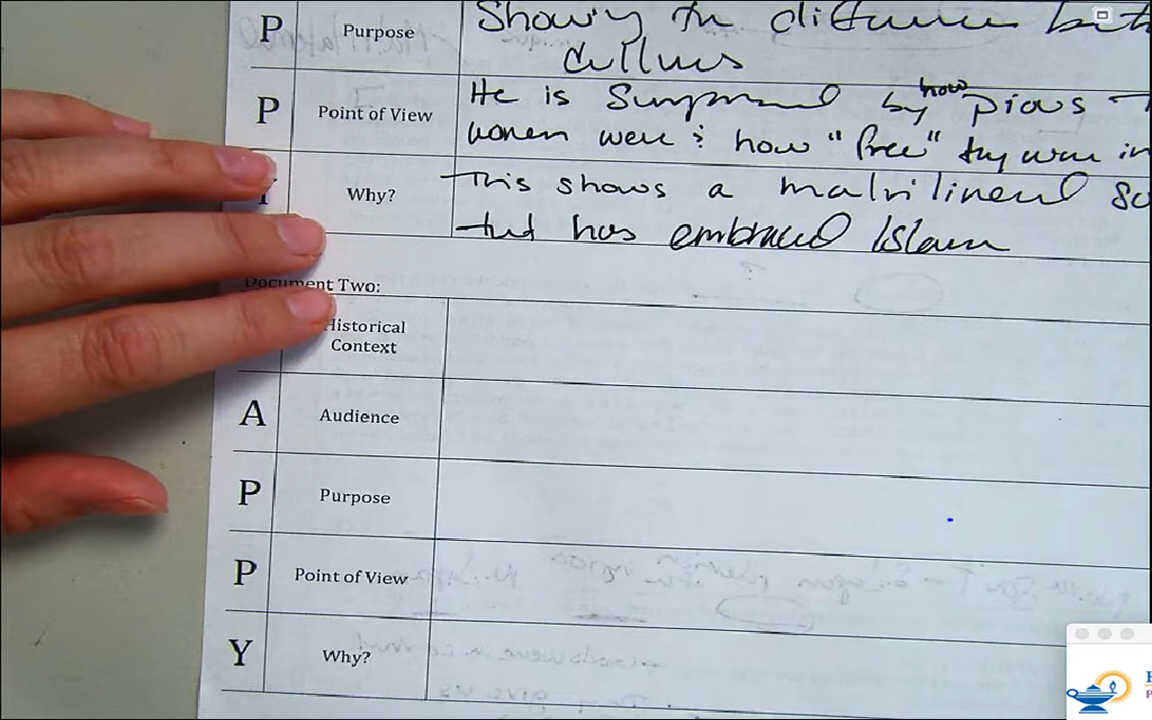 P Purpose Showing the difference bet
cultures
P Point of View He is surprised by how pious
women were & how "free" they were in
Y Why? This shows a matrilineal so
that has embraced Islam
Document Two:
Historical
Context
A Audience
P Purpose
P Point of View
Y Why?